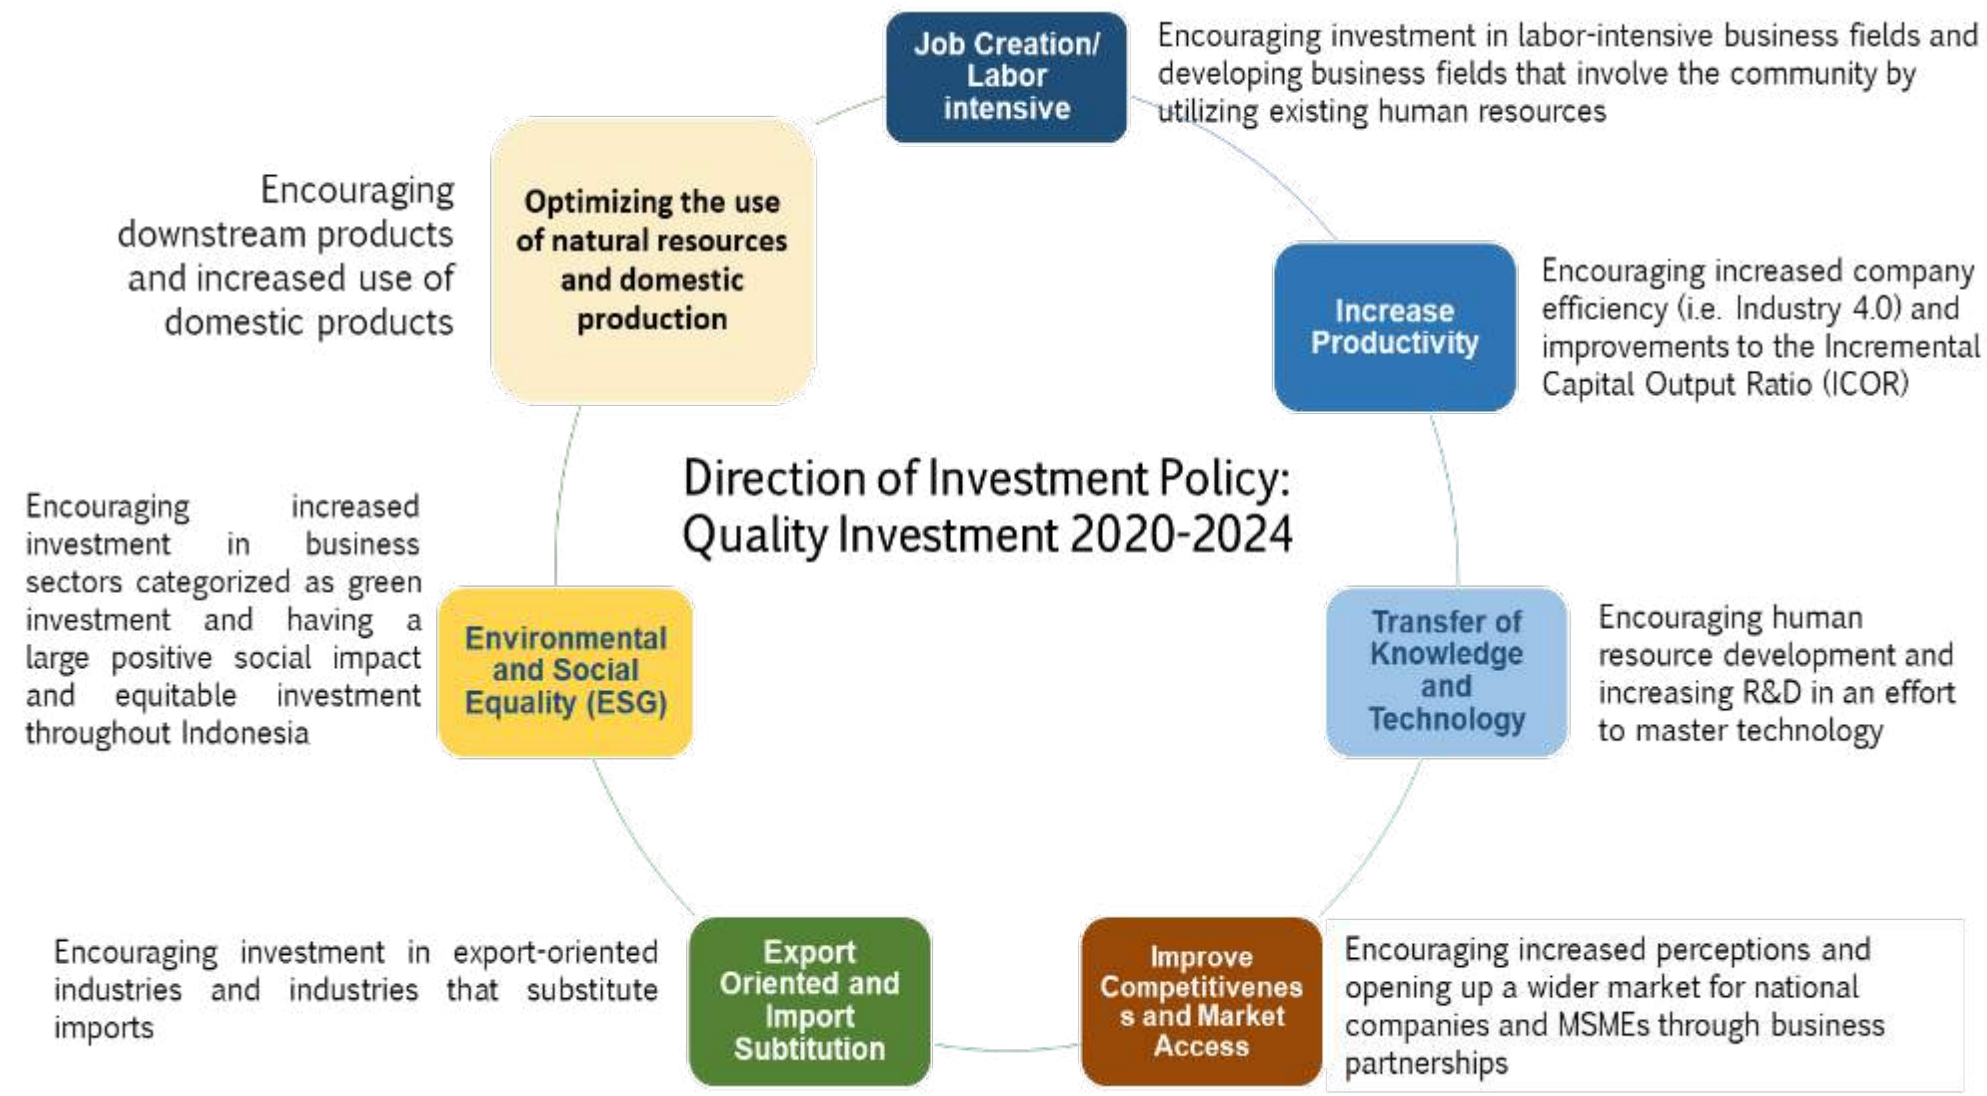 Job Creation/
Labor
intensive
Encouraging investment in labor-intensive business fields and
developing business fields that involve the community by
utilizing existing human resources
Optimizing the use
of natural resources
and domestic
production
Encouraging
downstream products
and increased use of
domestic products
Increase
Productivity
Encouraging increased company
efficiency (i.e. Industry 4.0) and
improvements to the Incremental
Capital Output Ratio (ICOR)
Direction of Investment Policy:
Quality Investment 2020-2024
Encouraging increased
investment in business
sectors categorized as green
investment and having a
large positive social impact
and equitable investment
throughout Indonesia
Environmental
and Social
Equality (ESG)
Transfer of
Knowledge
and
Technology
Encouraging human
resource development and
increasing R&D in an effort
to master technology
Encouraging investment in export-oriented
industries and industries that substitute
imports
Export
Oriented and
Import
Subtitution
Improve
Competitivenes
s and Market
Access
Encouraging increased perceptions and
opening up a wider market for national
companies and MSMEs through business
partnerships